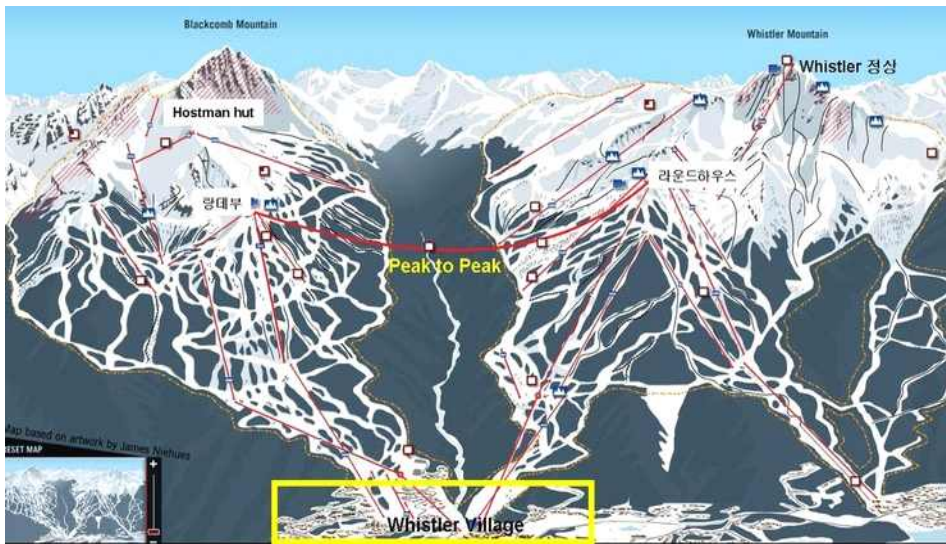 Blackcomb Mountain
Whistler Mountain
Whistler 정상
Hostman hut
라운드하우스
랑데부
Peak to Peak
Map based on artwork by James Niehues
RESET MAP
Whistler Village